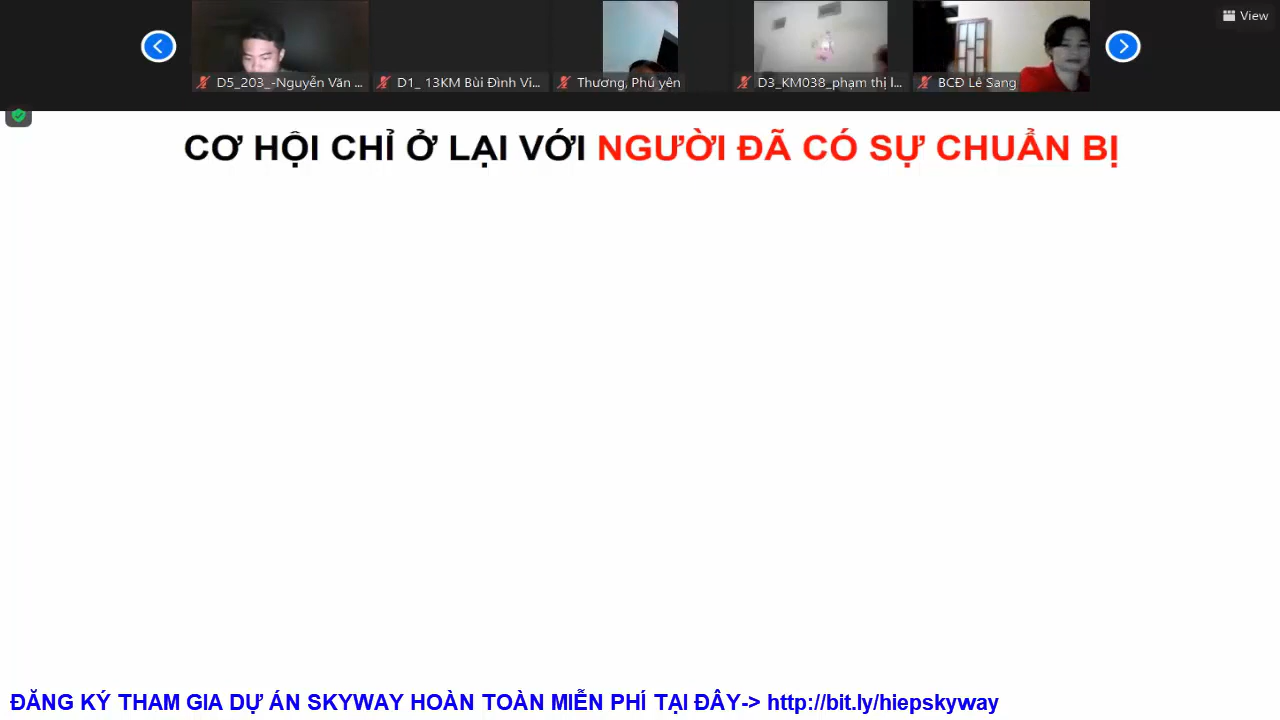 View
D5_203_-Nguyễn Văn ...
D1_ 13KM Bùi Đình Vi...
Thương, Phú yên
D3_KM038_phạm thị l...
BCĐ Lê Sang
CƠ HỘI CHỈ Ở LẠI VỚI NGƯỜI ĐÃ CÓ SỰ CHUẨN BỊ
ĐĂNG KÝ THAM GIA DỰ ÁN SKYWAY HOÀN TOÀN MIỄN PHÍ TẠI ĐÂY-> http://bit.ly/hiepskyway